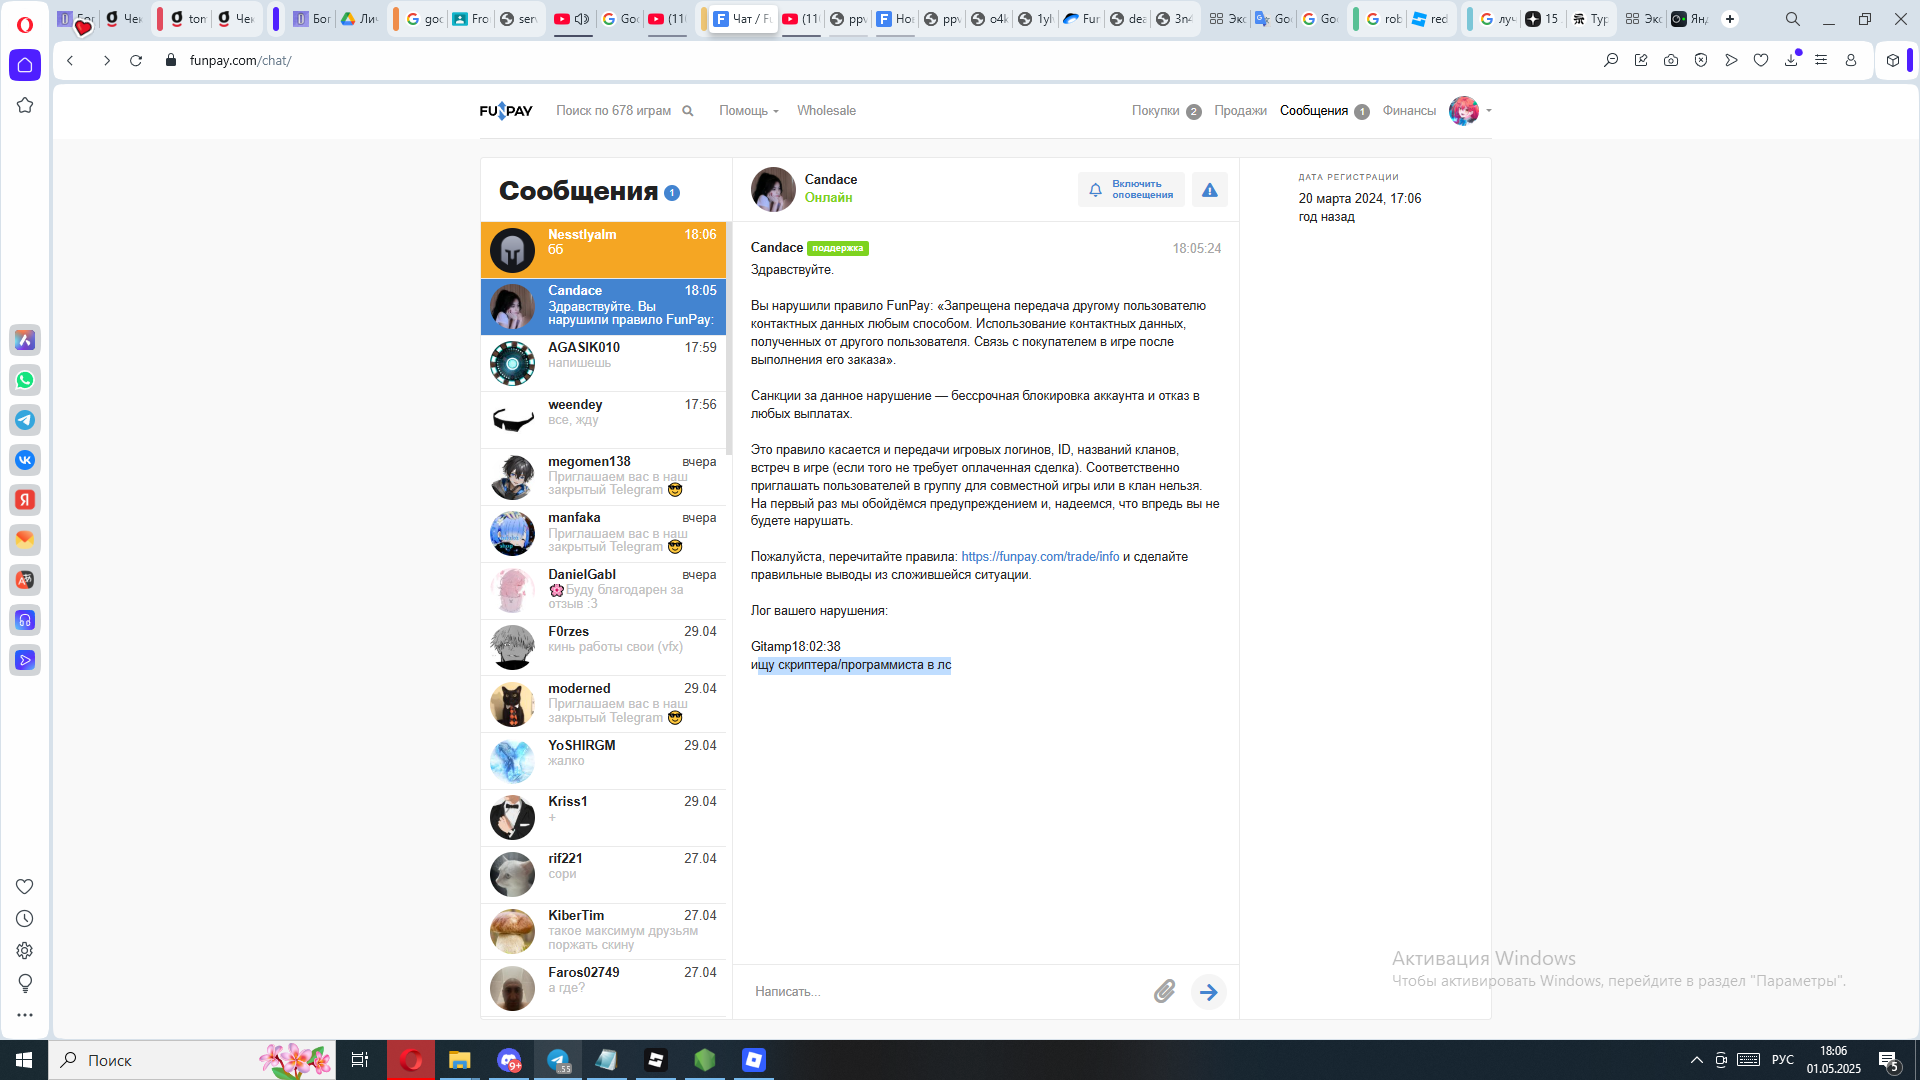 Бог
Чек
tom
Чек
Бог
Ли
goo
Fro
ser
Goo
(11
Чат / Fu
(11
ppv
Но
ppv
o4k
1yl
Fur
dea
3n4
Экс
Go
Goo
rob
red
луч
15
Тур
Экс
Янд
funpay.com/chat/
FUNPAY
Поиск по 678 играм
Помощь
Wholesale
Покупки 2
Продажи
Сообщения 1
Финансы
Сообщения 1
Nesstlyalm 18:06
66
Candace 18:05
Здравствуйте. Вы
нарушили правило FunPay:
AGASIK010 17:59
напишешь
weendey 17:56
все, жду
megomen138 вчера
Приглашаем вас в наш
закрытый Telegram 😎
manfaka вчера
Приглашаем вас в наш
закрытый Telegram 😎
DanielGabl вчера
🌸Буду благодарен за
отзыв :3
F0rzes 29.04
кинь работы свои (vfx)
moderned 29.04
Приглашаем вас в наш
закрытый Telegram 😎
YoSHIRGM 29.04
жалко
Kriss1 29.04
+
rif221 27.04
сори
KiberTim 27.04
такое максимум друзьям
поржать скину
Faros02749 27.04
а где?
Candace
Онлайн
Включить
оповещения
Candace поддержка 18:05:24
Здравствуйте.
Вы нарушили правило FunPay: «Запрещена передача другому пользователю
контактных данных любым способом. Использование контактных данных,
полученных от другого пользователя. Связь с покупателем в игре после
выполнения его заказа».
Санкции за данное нарушение — бессрочная блокировка аккаунта и отказ в
любых выплатах.
Это правило касается и передачи игровых логинов, ID, названий кланов,
встреч в игре (если того не требует оплаченная сделка). Соответственно
приглашать пользователей в группу для совместной игры или в клан нельзя.
На первый раз мы обойдёмся предупреждением и, надеемся, что впредь вы не
будете нарушать.
Пожалуйста, перечитайте правила: https://funpay.com/trade/info и сделайте
правильные выводы из сложившейся ситуации.
Лог вашего нарушения:
Gitamp18:02:38
ищу скриптера/программиста в лс
Написать...
ДАТА РЕГИСТРАЦИИ
20 марта 2024, 17:06
год назад
Активация Windows
Чтобы активировать Windows, перейдите в раздел "Параметры".
Поиск
9+
55
РУС
18:06
01.05.2025
5